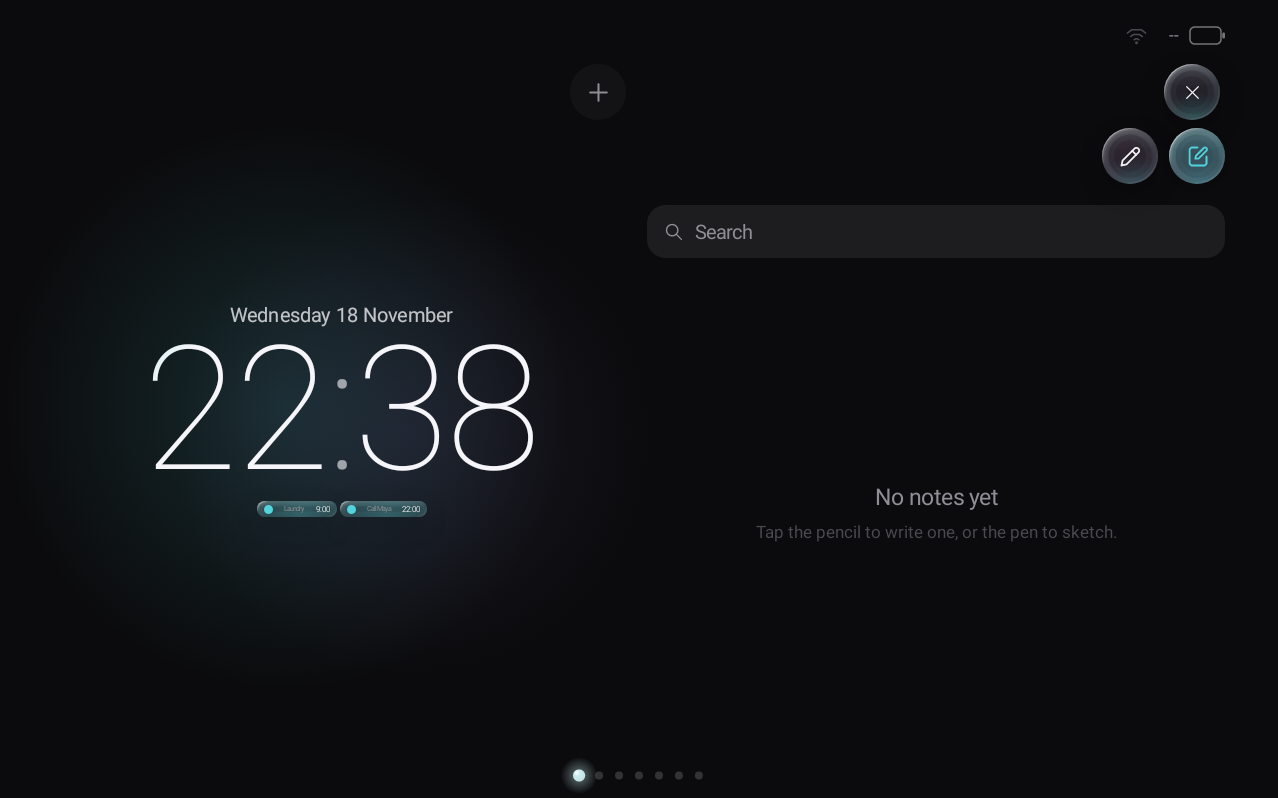 --
Search
Wednesday 18 November
22:38
Laundry 9:00
Call Maya 22:00
No notes yet
Tap the pencil to write one, or the pen to sketch.